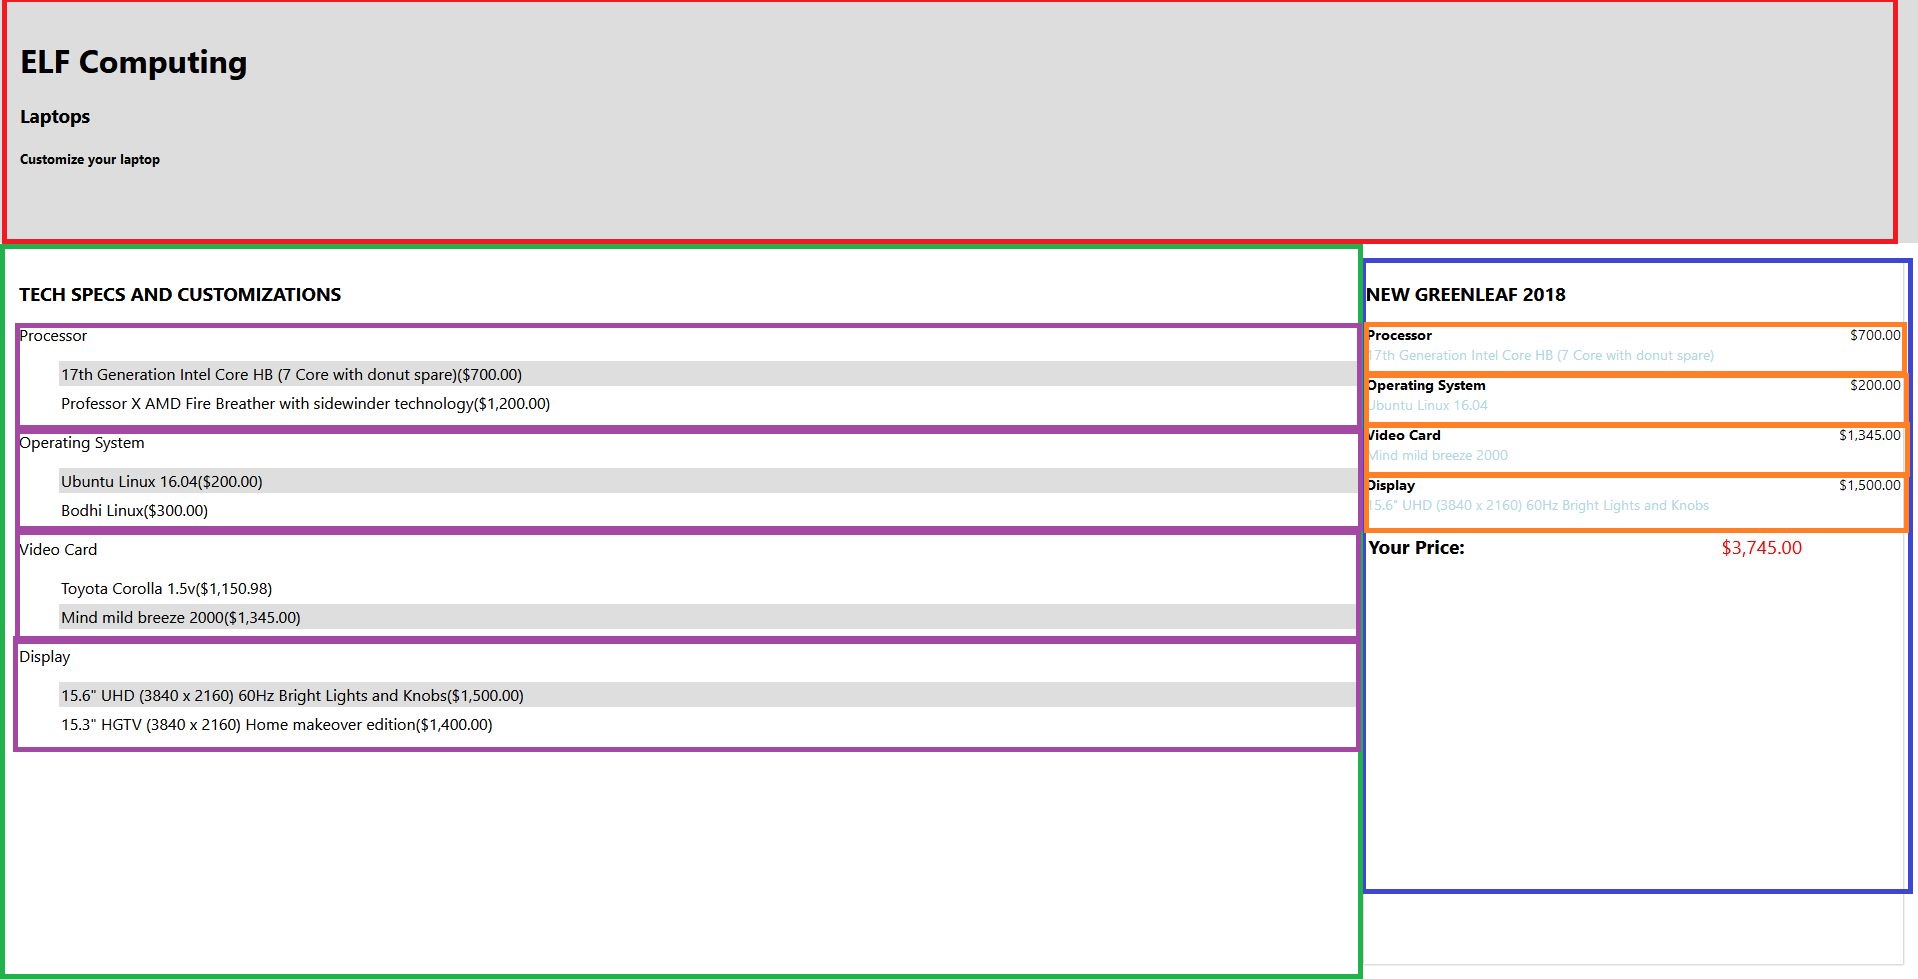 ELF Computing
Laptops
Customize your laptop
TECH SPECS AND CUSTOMIZATIONS
Processor
17th Generation Intel Core HB (7 Core with donut spare)($700.00)
Professor X AMD Fire Breather with sidewinder technology($1,200.00)
Operating System
Ubuntu Linux 16.04($200.00)
Bodhi Linux($300.00)
Video Card
Toyota Corolla 1.5v($1,150.98)
Mind mild breeze 2000($1,345.00)
Display
15.6" UHD (3840 x 2160) 60Hz Bright Lights and Knobs($1,500.00)
15.3" HGTV (3840 x 2160) Home makeover edition($1,400.00)
NEW GREENLEAF 2018
Processor $700.00
17th Generation Intel Core HB (7 Core with donut spare)
Operating System $200.00
Ubuntu Linux 16.04
Video Card $1,345.00
Mind mild breeze 2000
Display $1,500.00
15.6" UHD (3840 x 2160) 60Hz Bright Lights and Knobs
Your Price: $3,745.00